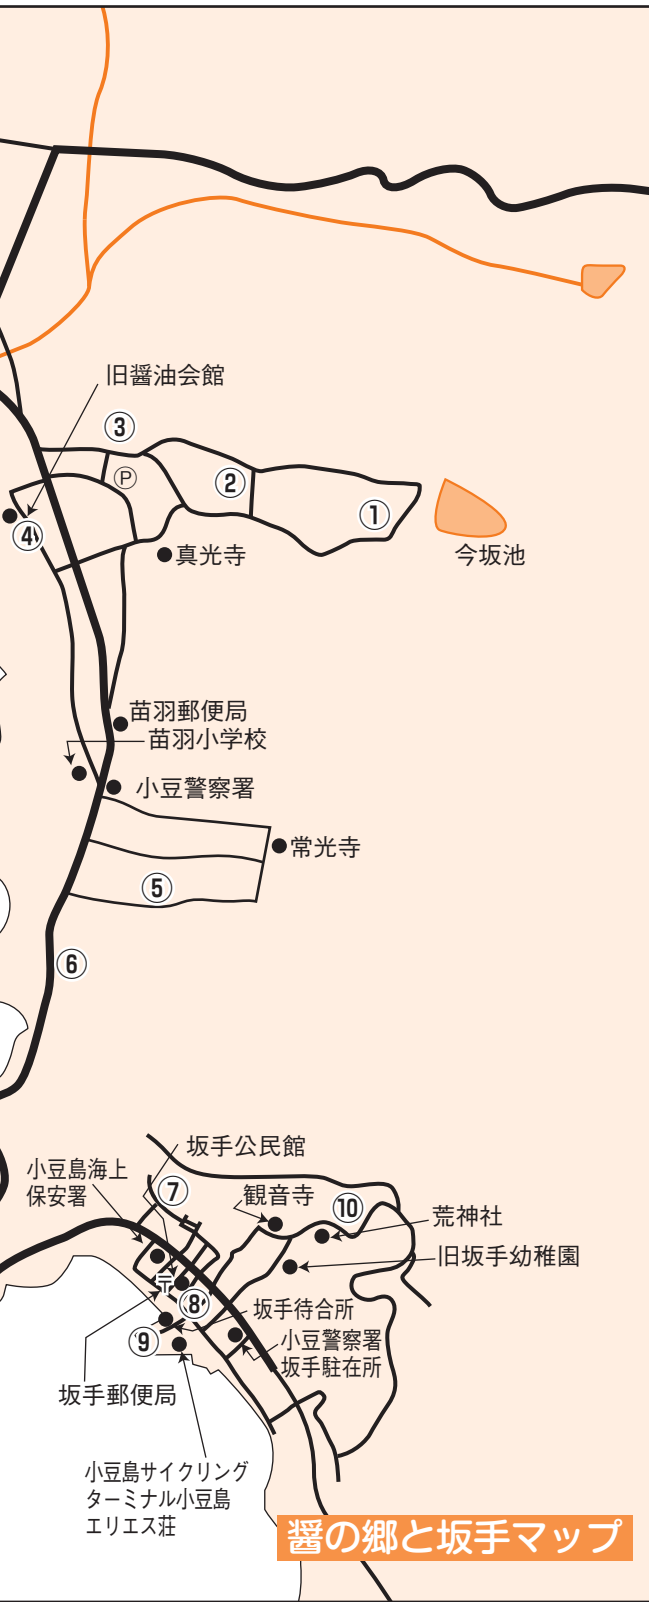 旧醤油会館
③
Ⓟ
②
①
④
真光寺
今坂池
苗羽郵便局
苗羽小学校
小豆警察署
常光寺
⑤
⑥
坂手公民館
小豆島海上
保安署
⑦
観音寺
⑩
荒神社
旧坂手幼稚園
〒
⑧
坂手待合所
⑨
小豆警察署
坂手駐在所
坂手郵便局
小豆島サイクリング
ターミナル小豆島
エリエス荘
醤の郷と坂手マップ